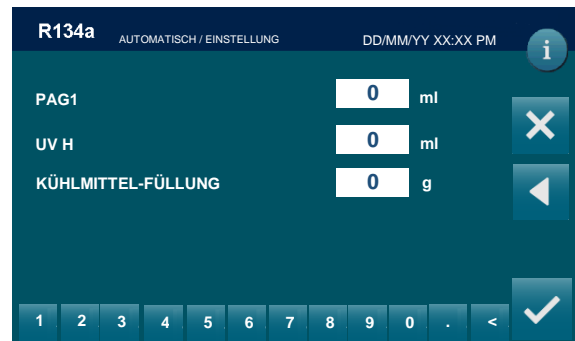 R134a AUTOMATISCH / EINSTELLUNG DD/MM/YY XX:XX PM i
PAG1 0 ml
UV H 0 ml
KÜHLMITTEL-FÜLLUNG 0 g
1 2 3 4 5 6 7 8 9 0 . <